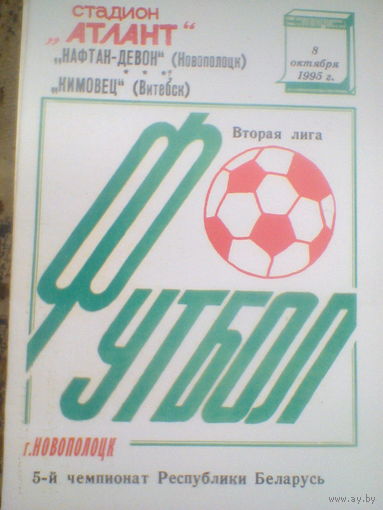 стадион
„АТЛАНТ"
„НАФТАН-ДЕВОН" (Новополоцк)
* * *
„КИМОВЕЦ" (Витебск)
8
октября
1995 г.
Вторая лига
ФУТБОЛ
г. НОВОПОЛОЦК
5-й чемпионат Республики Беларусь
www.ay.by